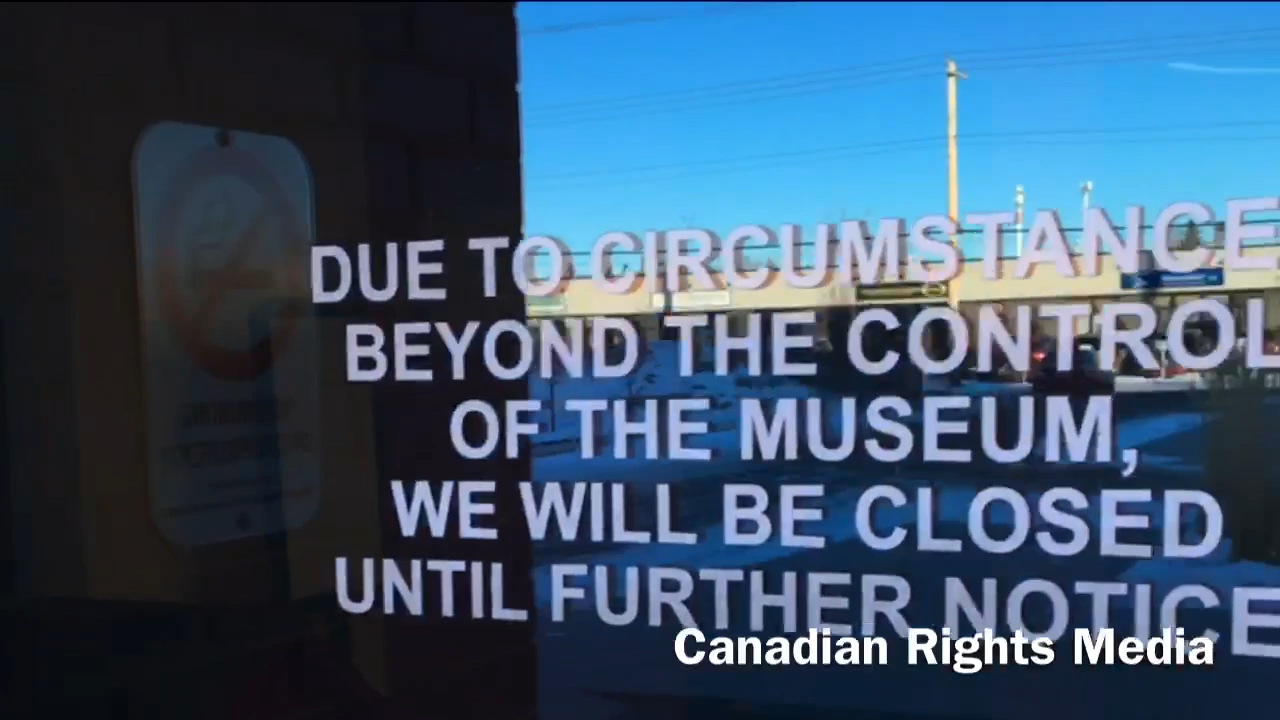 DUE TO CIRCUMSTANCE
BEYOND THE CONTROL
OF THE MUSEUM,
WE WILL BE CLOSED
UNTIL FURTHER NOTICE
Canadian Rights Media